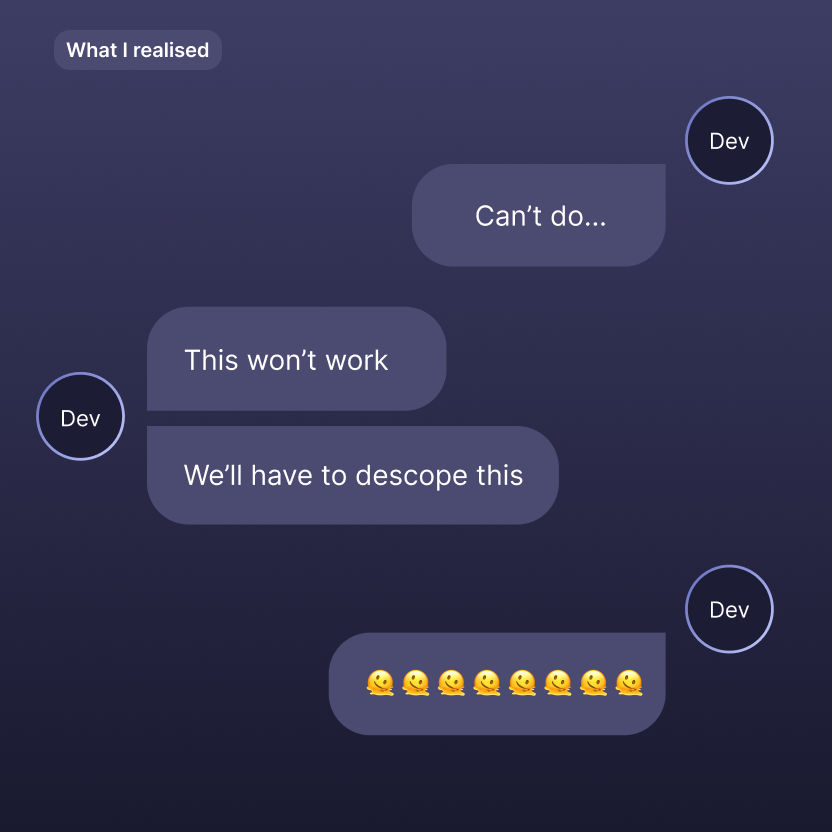 What I realised
Dev
Can’t do...
This won’t work
Dev
We’ll have to descope this
Dev
🫠🫠🫠🫠🫠🫠🫠🫠